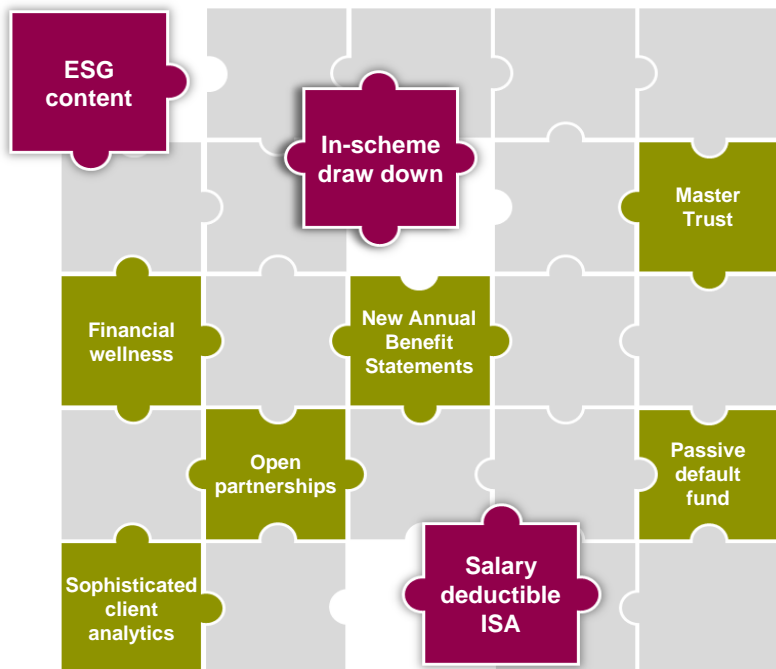 ESG
content
In-scheme
draw down
Master
Trust
Financial
wellness
New Annual
Benefit
Statements
Open
partnerships
Passive
default
fund
Sophisticated
client
analytics
Salary
deductible
ISA